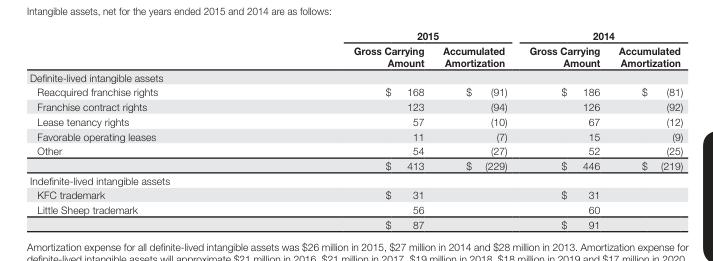 Intangible assets, net for the years ended 2015 and 2014 are as follows:
2015 2014
Gross Carrying Amount Accumulated Amortization Gross Carrying Amount Accumulated Amortization
Definite-lived intangible assets
Reacquired franchise rights $ 168 $ (91) $ 186 $ (81)
Franchise contract rights 123 (94) 126 (92)
Lease tenancy rights 57 (10) 67 (12)
Favorable operating leases 11 (7) 15 (9)
Other 54 (27) 52 (25)
$ 413 $ (229) $ 446 $ (219)
Indefinite-lived intangible assets
KFC trademark $ 31 $ 31
Little Sheep trademark 56 60
$ 87 $ 91
Amortization expense for all definite-lived intangible assets was $26 million in 2015, $27 million in 2014 and $28 million in 2013. Amortization expense for
definite-lived intangible assets will approximate $21 million in 2016, $21 million in 2017, $19 million in 2018, $18 million in 2019 and $17 million in 2020.